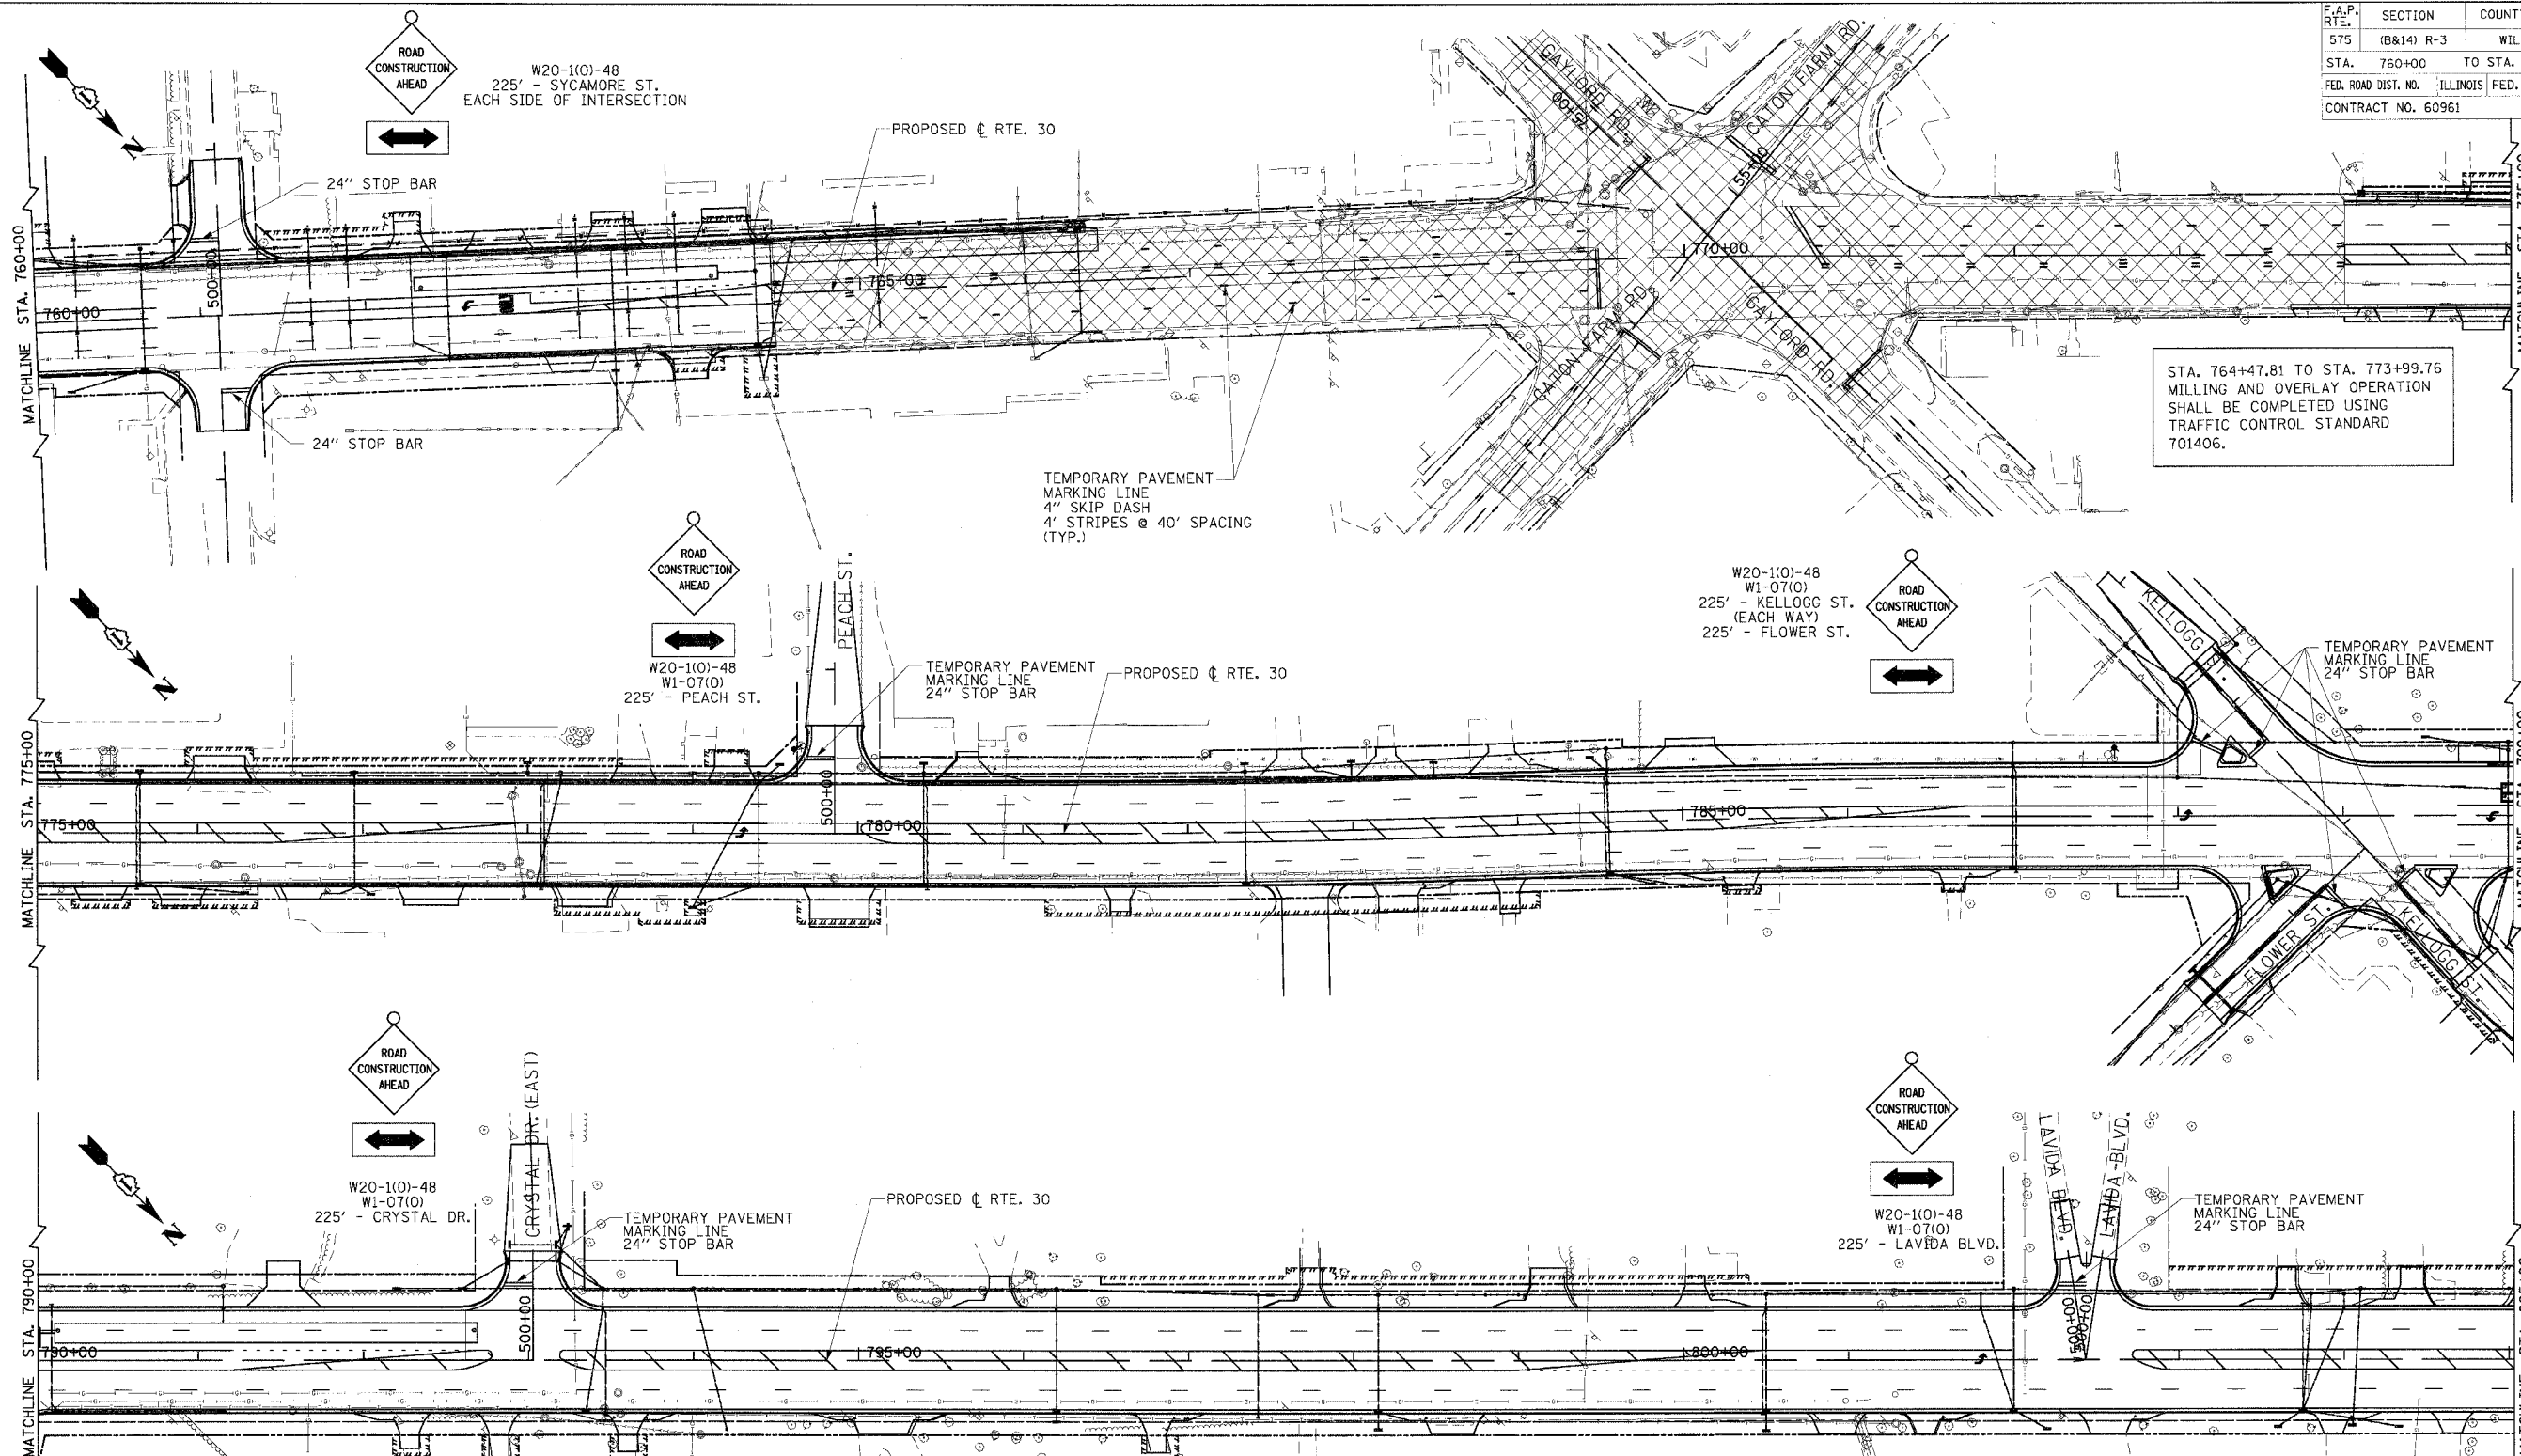 F.A.P. RTE. SECTION COUNT
575 (B&14) R-3 WIL
STA. 760+00 TO STA.
FED. ROAD DIST. NO. ILLINOIS FED.
CONTRACT NO. 60961
ROAD
CONSTRUCTION
AHEAD
W20-1(O)-48
225' - SYCAMORE ST.
EACH SIDE OF INTERSECTION
N
24" STOP BAR
PROPOSED ℄ RTE. 30
GAYLORD RD.
CATON FARM RD.
55+00
MATCHLINE STA. 760+00
760+00
500+00
765+00
770+00
CATON FARM RD.
GAYLORD RD.
24" STOP BAR
TEMPORARY PAVEMENT
MARKING LINE
4" SKIP DASH
4' STRIPES @ 40' SPACING
(TYP.)
STA. 764+47.81 TO STA. 773+99.76
MILLING AND OVERLAY OPERATION
SHALL BE COMPLETED USING
TRAFFIC CONTROL STANDARD
701406.
N
ROAD
CONSTRUCTION
AHEAD
W20-1(O)-48
W1-07(O)
225' - PEACH ST.
PEACH ST.
TEMPORARY PAVEMENT
MARKING LINE
24" STOP BAR
PROPOSED ℄ RTE. 30
W20-1(O)-48
W1-07(O)
225' - KELLOGG ST.
(EACH WAY)
225' - FLOWER ST.
ROAD
CONSTRUCTION
AHEAD
KELLOGG ST.
TEMPORARY PAVEMENT
MARKING LINE
24" STOP BAR
MATCHLINE STA. 775+00
775+00
500+00
780+00
785+00
FLOWER ST.
KELLOGG ST.
N
ROAD
CONSTRUCTION
AHEAD
W20-1(O)-48
W1-07(O)
225' - CRYSTAL DR.
CRYSTAL DR. (EAST)
TEMPORARY PAVEMENT
MARKING LINE
24" STOP BAR
PROPOSED ℄ RTE. 30
ROAD
CONSTRUCTION
AHEAD
W20-1(O)-48
W1-07(O)
225' - LAVIDA BLVD.
LAVIDA BLVD.
LAVIDA BLVD.
TEMPORARY PAVEMENT
MARKING LINE
24" STOP BAR
MATCHLINE STA. 790+00
790+00
500+00
795+00
800+00
500+00